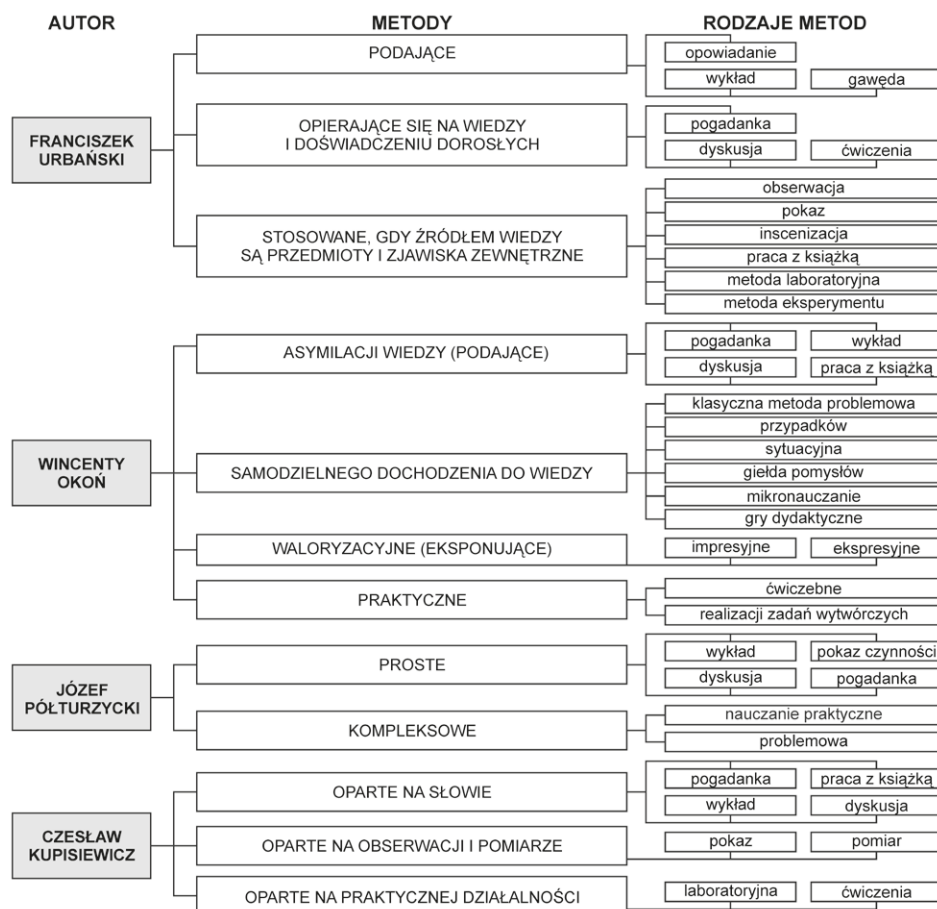 AUTOR METODY RODZAJE METOD
FRANCISZEK
URBAŃSKI
PODAJĄCE
opowiadanie
wykład gawęda
OPIERAJĄCE SIĘ NA WIEDZY
I DOŚWIADCZENIU DOROSŁYCH
pogadanka
dyskusja ćwiczenia
STOSOWANE, GDY ŹRÓDŁEM WIEDZY
SĄ PRZEDMIOTY I ZJAWISKA ZEWNĘTRZNE
obserwacja
pokaz
inscenizacja
praca z książką
metoda laboratoryjna
metoda eksperymentu
WINCENTY
OKOŃ
ASYMILACJI WIEDZY (PODAJĄCE)
pogadanka wykład
dyskusja praca z książką
SAMODZIELNEGO DOCHODZENIA DO WIEDZY
klasyczna metoda problemowa
przypadków
sytuacyjna
giełda pomysłów
mikronauczanie
gry dydaktyczne
WALORYZACYJNE (EKSPONUJĄCE)
impresyjne ekspresyjne
PRAKTYCZNE
ćwiczebne
realizacji zadań wytwórczych
JÓZEF
PÓŁTURZYCKI
PROSTE
wykład pokaz czynności
dyskusja pogadanka
KOMPLEKSOWE
nauczanie praktyczne
problemowa
CZESŁAW
KUPISIEWICZ
OPARTE NA SŁOWIE
pogadanka praca z książką
wykład dyskusja
OPARTE NA OBSERWACJI I POMIARZE
pokaz pomiar
OPARTE NA PRAKTYCZNEJ DZIAŁALNOŚCI
laboratoryjna ćwiczenia